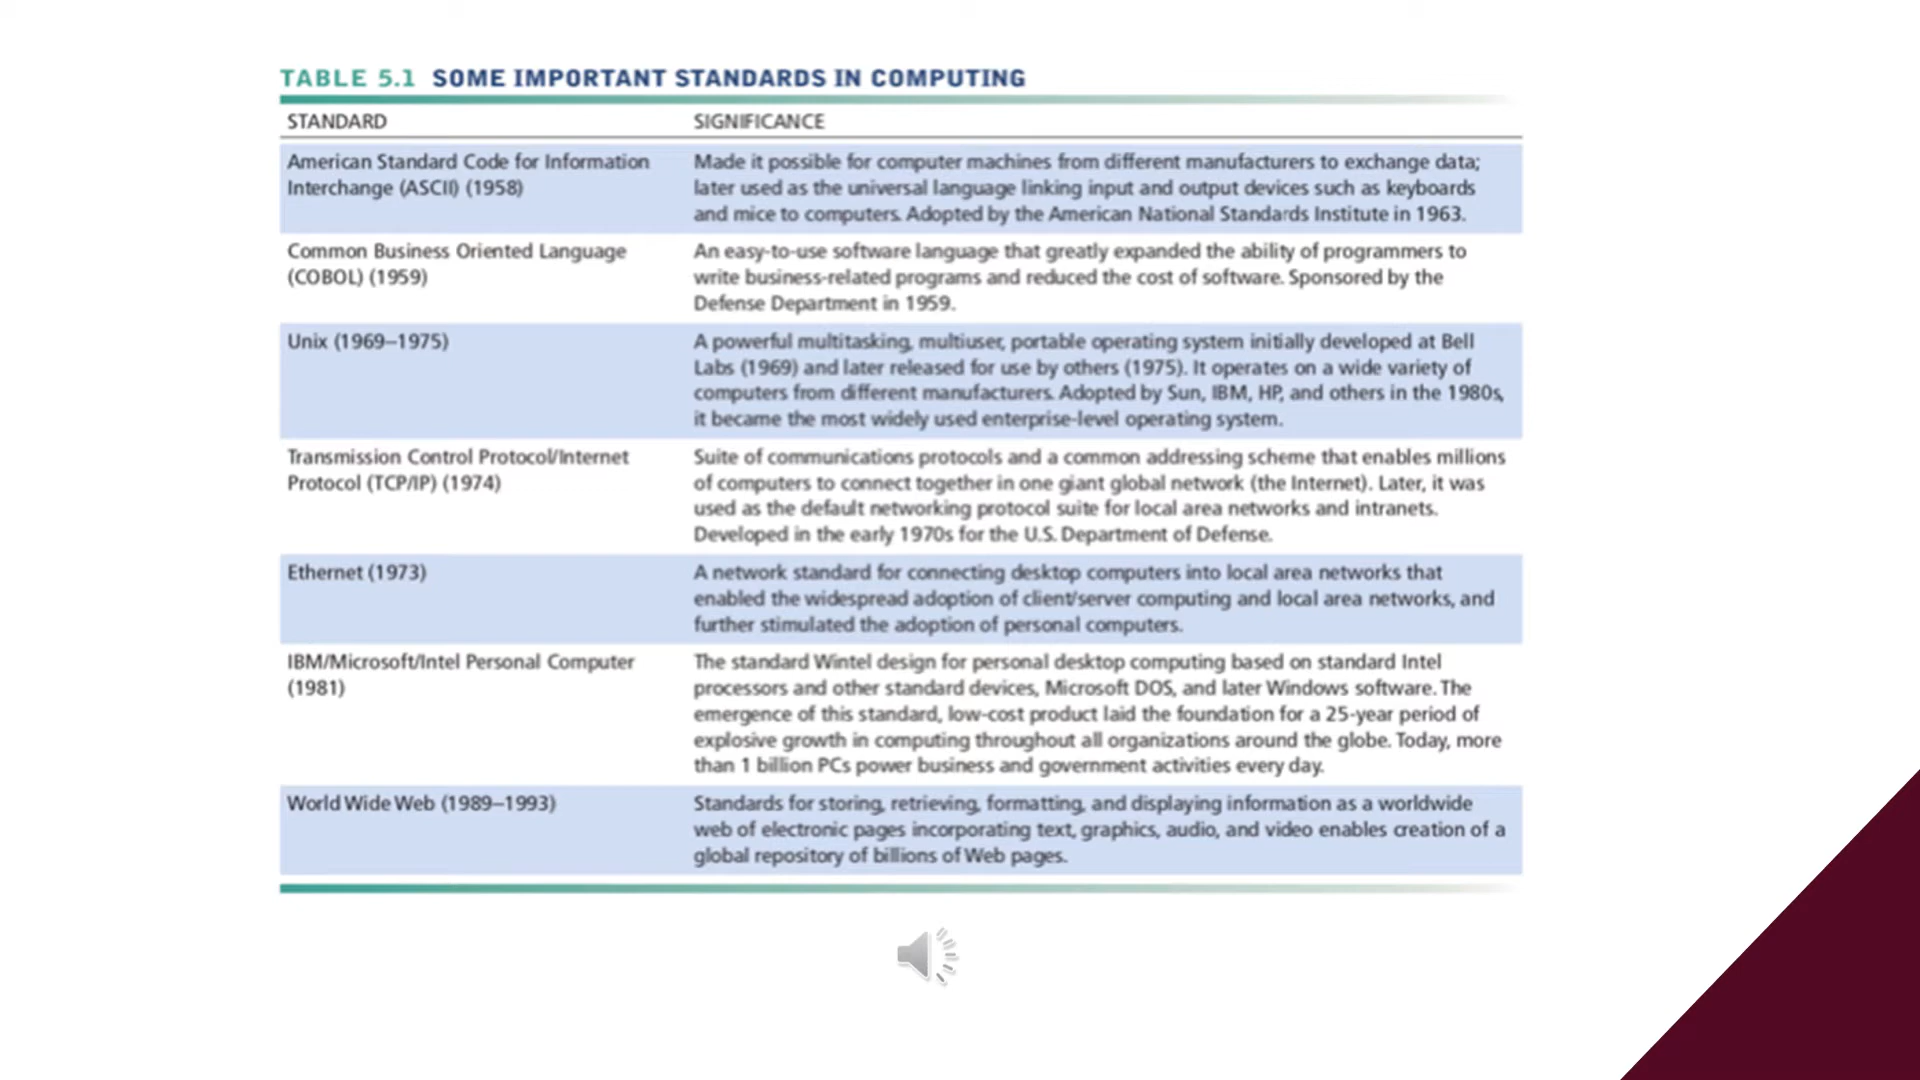 TABLE 5.1 SOME IMPORTANT STANDARDS IN COMPUTING
STANDARD SIGNIFICANCE
American Standard Code for Information
Interchange (ASCII) (1958)
Made it possible for computer machines from different manufacturers to exchange data;
later used as the universal language linking input and output devices such as keyboards
and mice to computers. Adopted by the American National Standards Institute in 1963.
Common Business Oriented Language
(COBOL) (1959)
An easy-to-use software language that greatly expanded the ability of programmers to
write business-related programs and reduced the cost of software. Sponsored by the
Defense Department in 1959.
Unix (1969–1975)
A powerful multitasking, multiuser, portable operating system initially developed at Bell
Labs (1969) and later released for use by others (1975). It operates on a wide variety of
computers from different manufacturers. Adopted by Sun, IBM, HP, and others in the 1980s,
it became the most widely used enterprise-level operating system.
Transmission Control Protocol/Internet
Protocol (TCP/IP) (1974)
Suite of communications protocols and a common addressing scheme that enables millions
of computers to connect together in one giant global network (the Internet). Later, it was
used as the default networking protocol suite for local area networks and intranets.
Developed in the early 1970s for the U.S. Department of Defense.
Ethernet (1973)
A network standard for connecting desktop computers into local area networks that
enabled the widespread adoption of client/server computing and local area networks, and
further stimulated the adoption of personal computers.
IBM/Microsoft/Intel Personal Computer
(1981)
The standard Wintel design for personal desktop computing based on standard Intel
processors and other standard devices, Microsoft DOS, and later Windows software. The
emergence of this standard, low-cost product laid the foundation for a 25-year period of
explosive growth in computing throughout all organizations around the globe. Today, more
than 1 billion PCs power business and government activities every day.
World Wide Web (1989–1993)
Standards for storing, retrieving, formatting, and displaying information as a worldwide
web of electronic pages incorporating text, graphics, audio, and video enables creation of a
global repository of billions of Web pages.